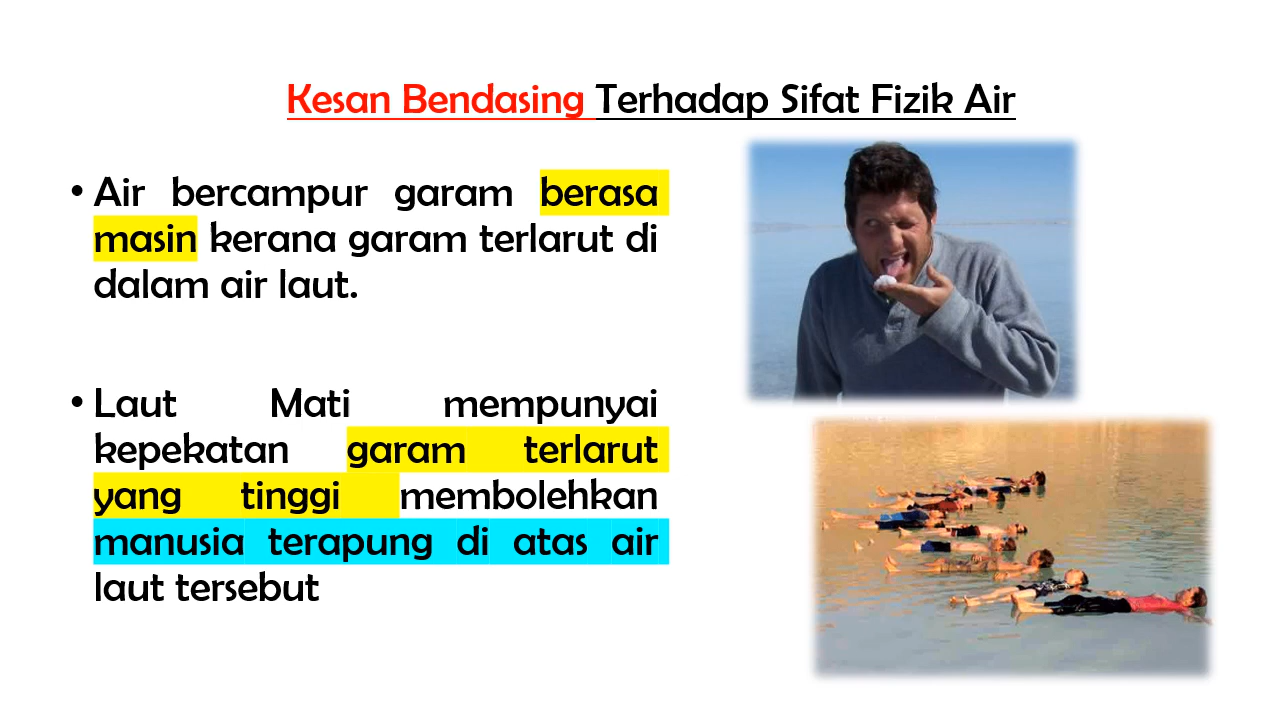 Kesan Bendasing Terhadap Sifat Fizik Air
• Air bercampur garam berasa
masin kerana garam terlarut di
dalam air laut.
• Laut Mati mempunyai
kepekatan garam terlarut
yang tinggi membolehkan
manusia terapung di atas air
laut tersebut